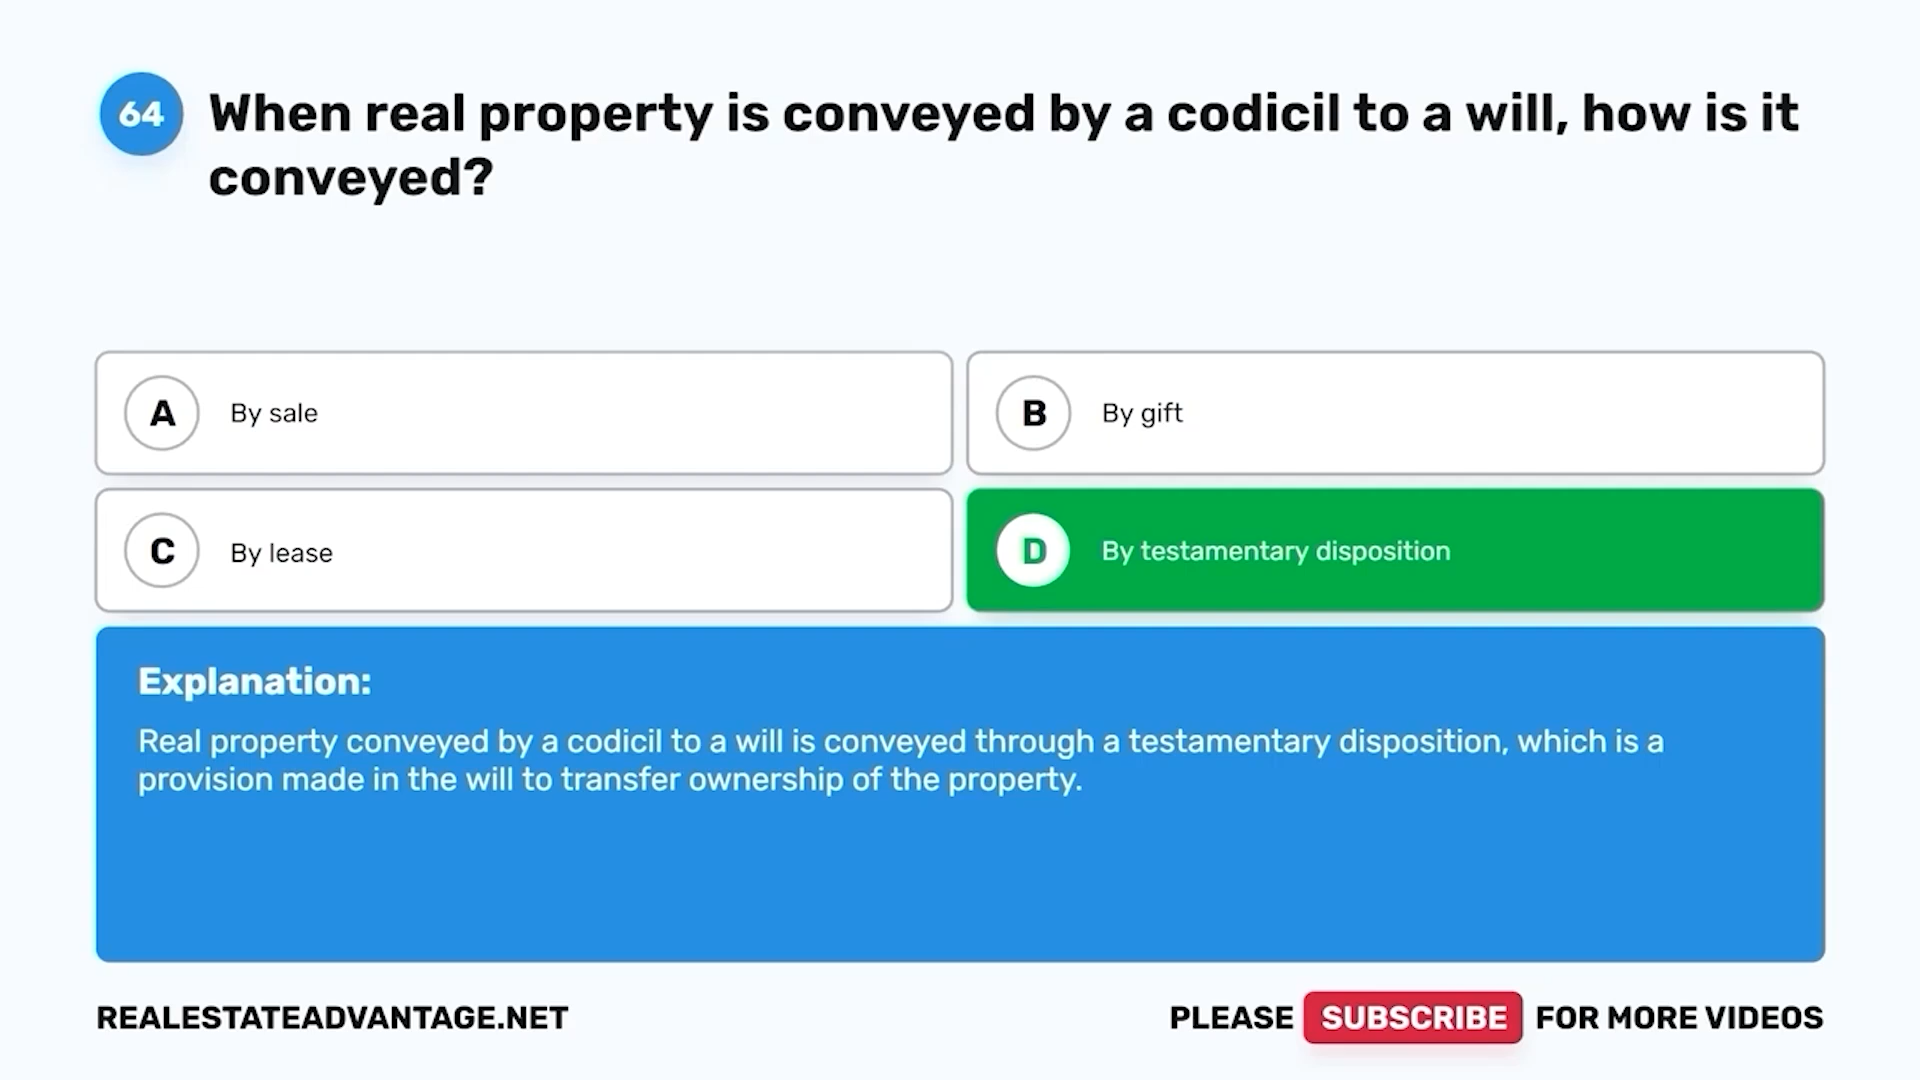 64
When real property is conveyed by a codicil to a will, how is it
conveyed?
A By sale
B By gift
C By lease
D By testamentary disposition
Explanation:
Real property conveyed by a codicil to a will is conveyed through a testamentary disposition, which is a
provision made in the will to transfer ownership of the property.
REALESTATEADVANTAGE.NET
PLEASE SUBSCRIBE FOR MORE VIDEOS